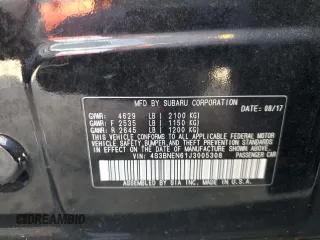 MFD. BY SUBARU CORPORATION DATE: 08/17
GVWR: 4629 LB ( 2100 KG)
GAWR: F 2535 LB ( 1150 KG)
GAWR: R 2645 LB ( 1200 KG)
THIS VEHICLE CONFORMS TO ALL APPLICABLE FEDERAL MOTOR
VEHICLE SAFETY, BUMPER, AND THEFT PREVENTION STANDARDS
IN EFFECT ON THE DATE OF MANUFACTURE SHOWN ABOVE.
VIN: 4S3BNEN61J3005308
PASSENGER CAR
ASSEMBLED BY SIA INC. MADE IN U.S.A.
© DREAMBID